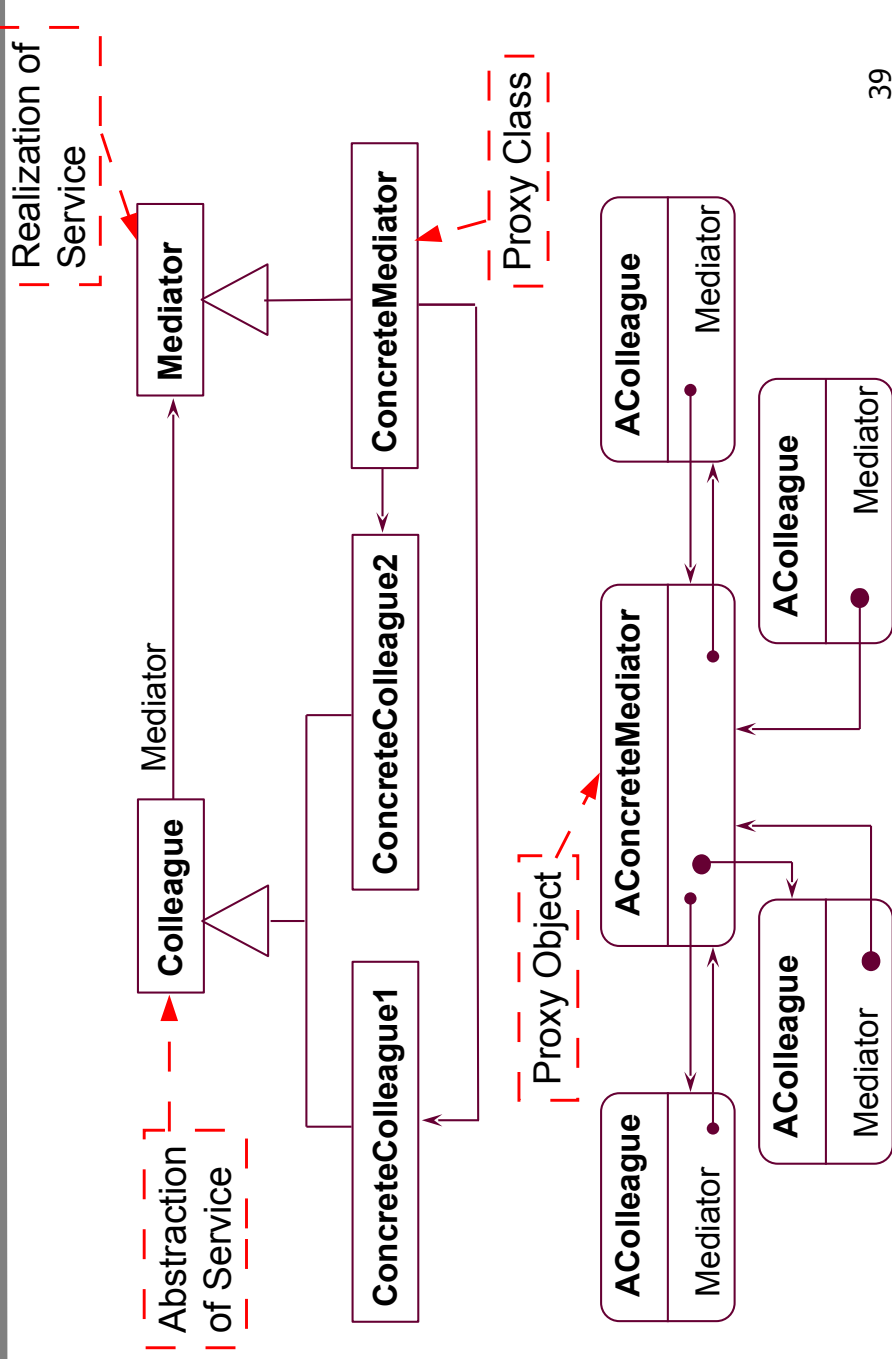 Realization of
Service
Abstraction
of Service
Colleague
Mediator
Mediator
ConcreteColleague1
ConcreteColleague2
ConcreteMediator
Proxy Class
Proxy Object
AColleague
Mediator
AConcreteMediator
AColleague
Mediator
AColleague
Mediator
AColleague
Mediator
39